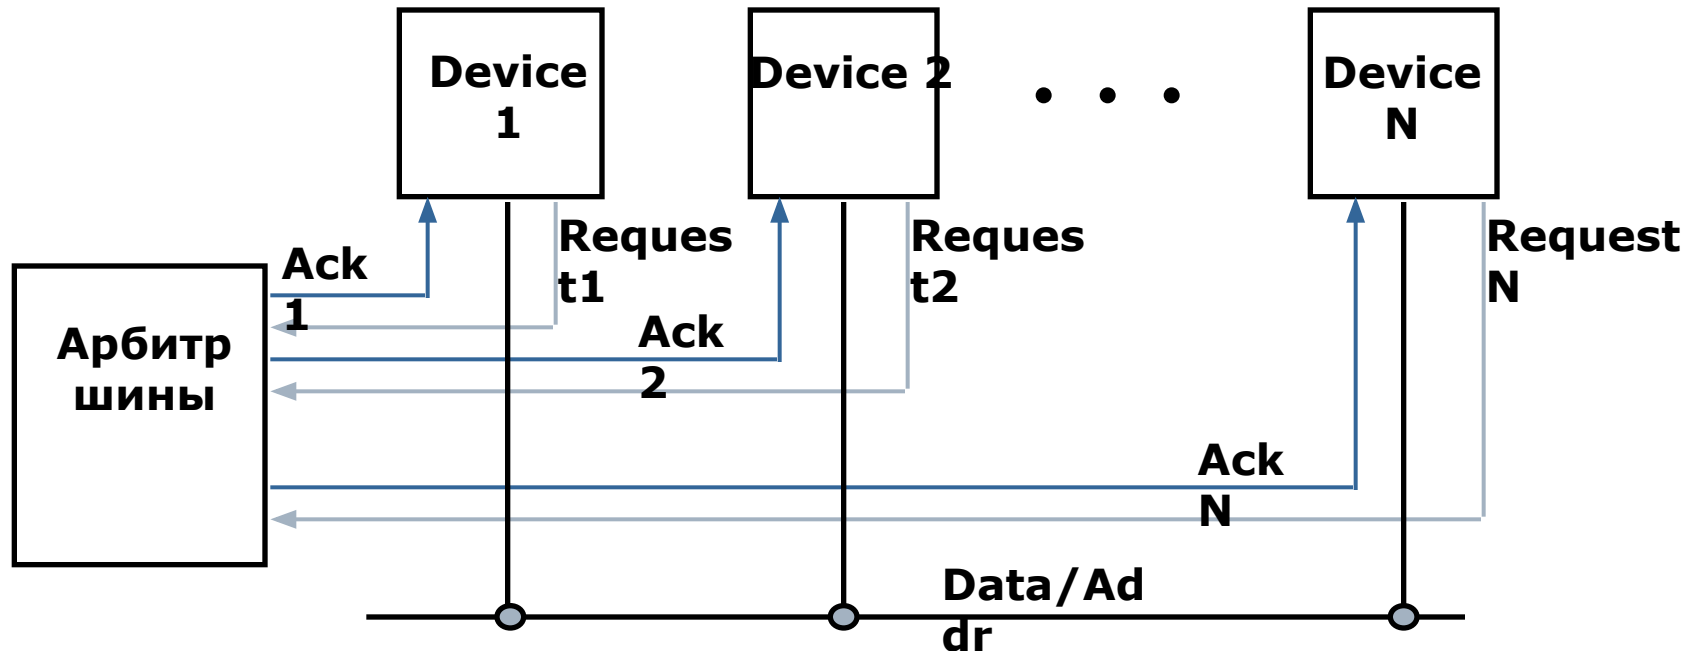 Device
1
Device 2
Device
N
Reques
t1
Reques
t2
Request
N
Ack
1
Арбитр
шины
Ack
2
Ack
N
Data/Ad
dr